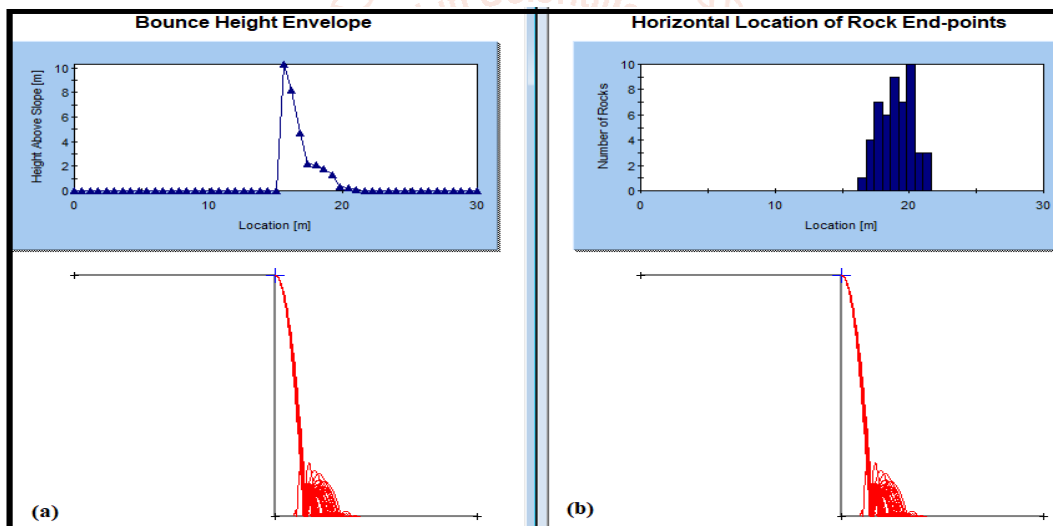 Bounce Height Envelope
Height Above Slope [m]
10
8
6
4
2
0
0 10 20 30
Location [m]
(a)
Horizontal Location of Rock End-points
Number of Rocks
10
8
6
4
2
0
0 10 20 30
Location [m]
(b)